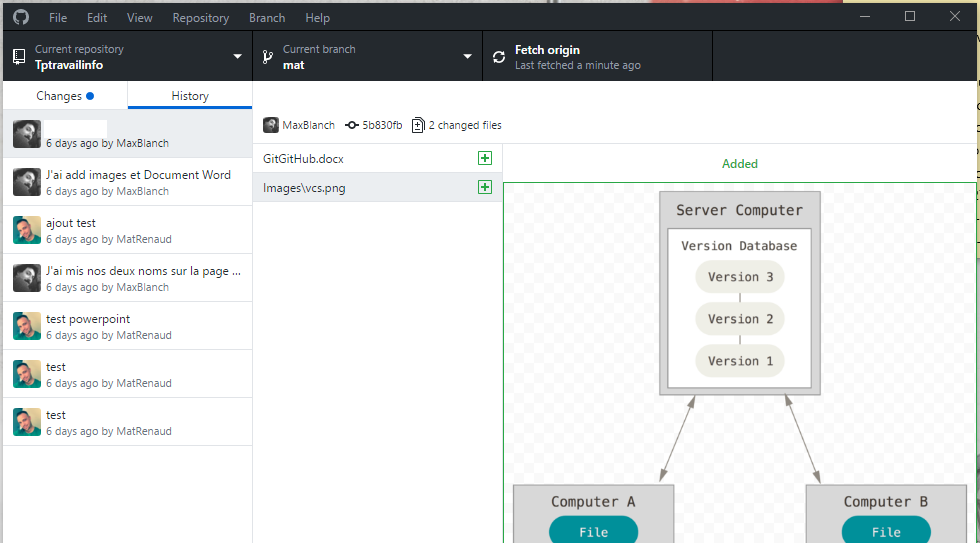 File Edit View Repository Branch Help
Current repository
Tptravailinfo
Current branch
mat
Fetch origin
Last fetched a minute ago
Changes
History
6 days ago by MaxBlanch
J'ai add images et Document Word
6 days ago by MaxBlanch
ajout test
6 days ago by MatRenaud
J'ai mis nos deux noms sur la page ...
6 days ago by MaxBlanch
test powerpoint
6 days ago by MatRenaud
test
6 days ago by MatRenaud
test
6 days ago by MatRenaud
MaxBlanch 5b830fb 2 changed files
GitGitHub.docx
Images\vcs.png
Added
Server Computer
Version Database
Version 3
Version 2
Version 1
Computer A
File
Computer B
File